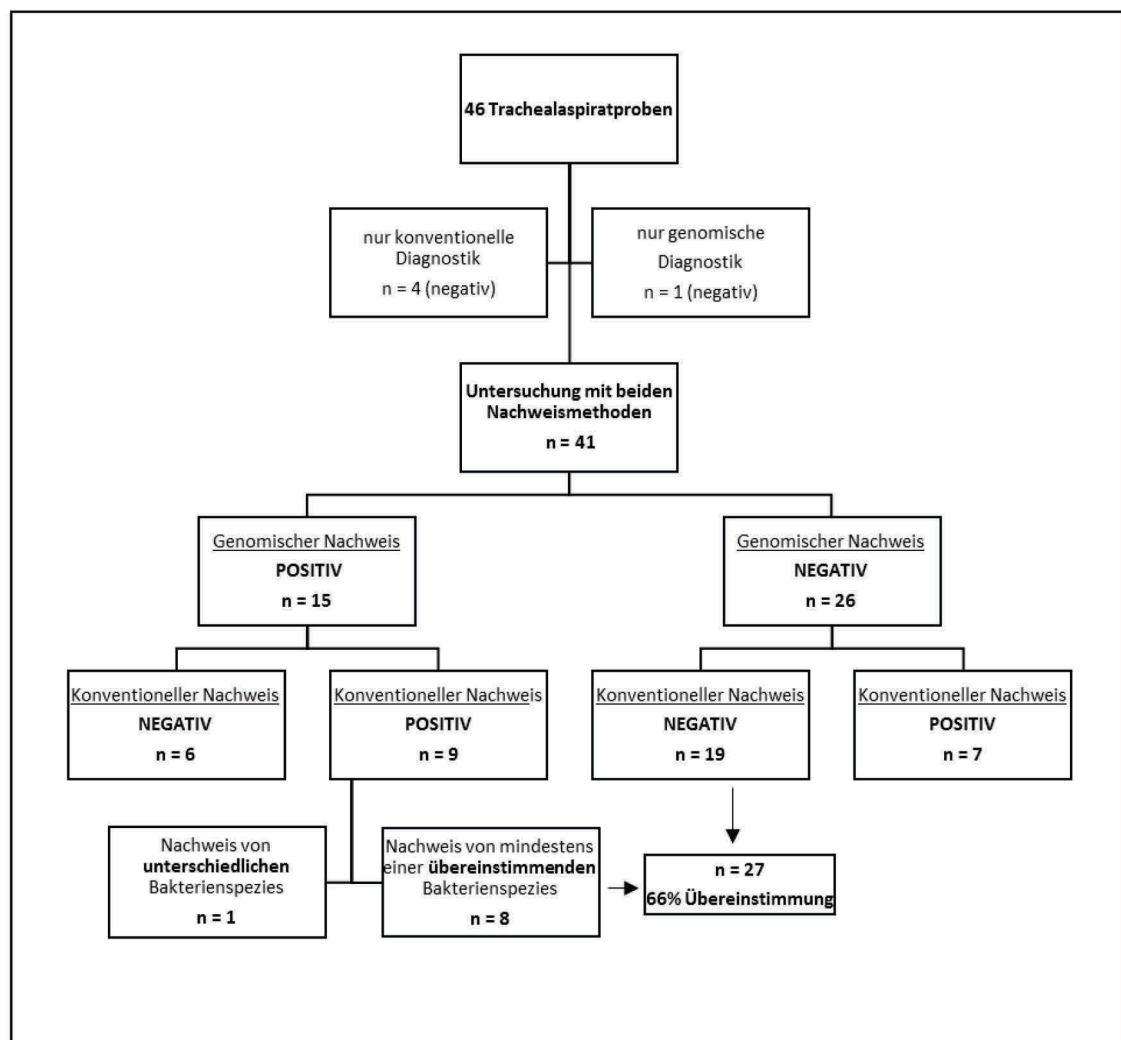 46 Trachealaspiratproben
nur konventionelle
Diagnostik
n = 4 (negativ)
nur genomische
Diagnostik
n = 1 (negativ)
Untersuchung mit beiden
Nachweismethoden
n = 41
Genomischer Nachweis
POSITIV
n = 15
Genomischer Nachweis
NEGATIV
n = 26
Konventioneller Nachweis
NEGATIV
n = 6
Konventioneller Nachweis
POSITIV
n = 9
Konventioneller Nachweis
NEGATIV
n = 19
Konventioneller Nachweis
POSITIV
n = 7
Nachweis von
unterschiedlichen
Bakterienspezies
n = 1
Nachweis von mindestens
einer übereinstimmenden
Bakterienspezies
n = 8
n = 27
66% Übereinstimmung